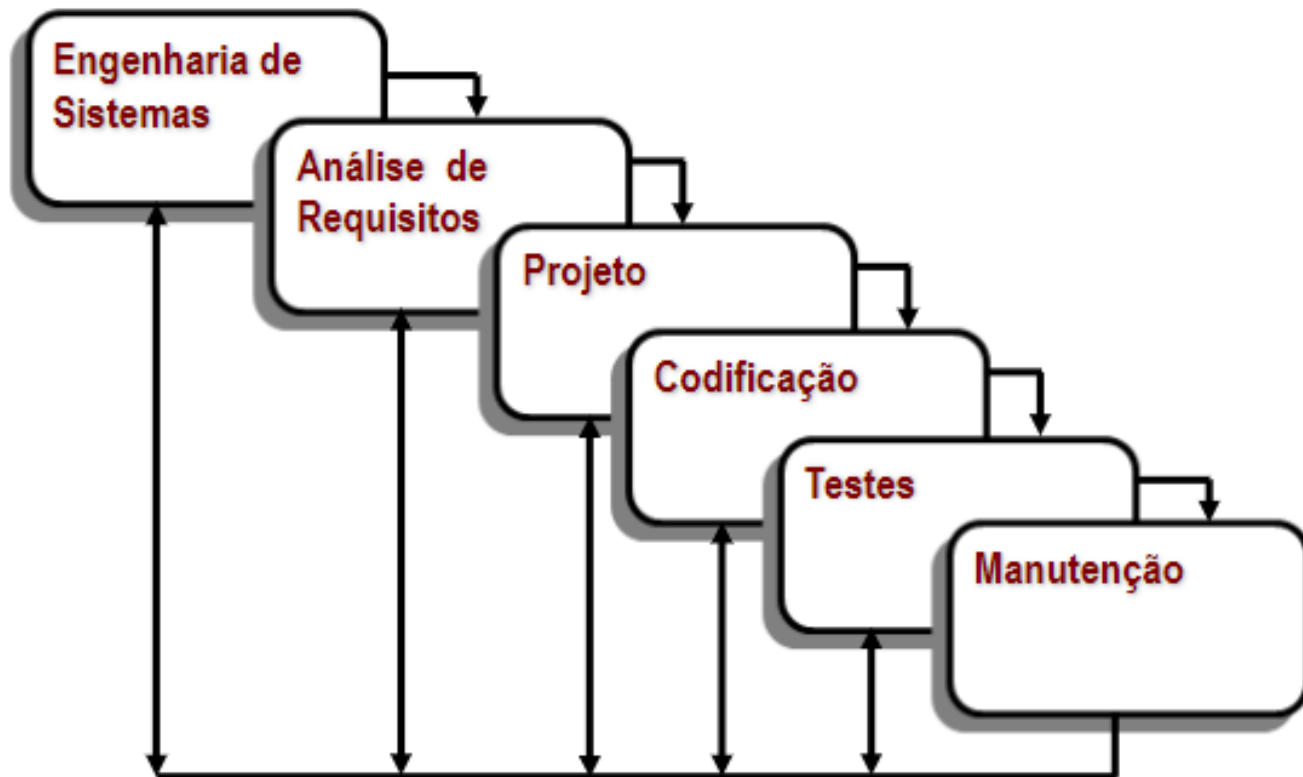 Engenharia de
Sistemas
Análise de
Requisitos
Projeto
Codificação
Testes
Manutenção